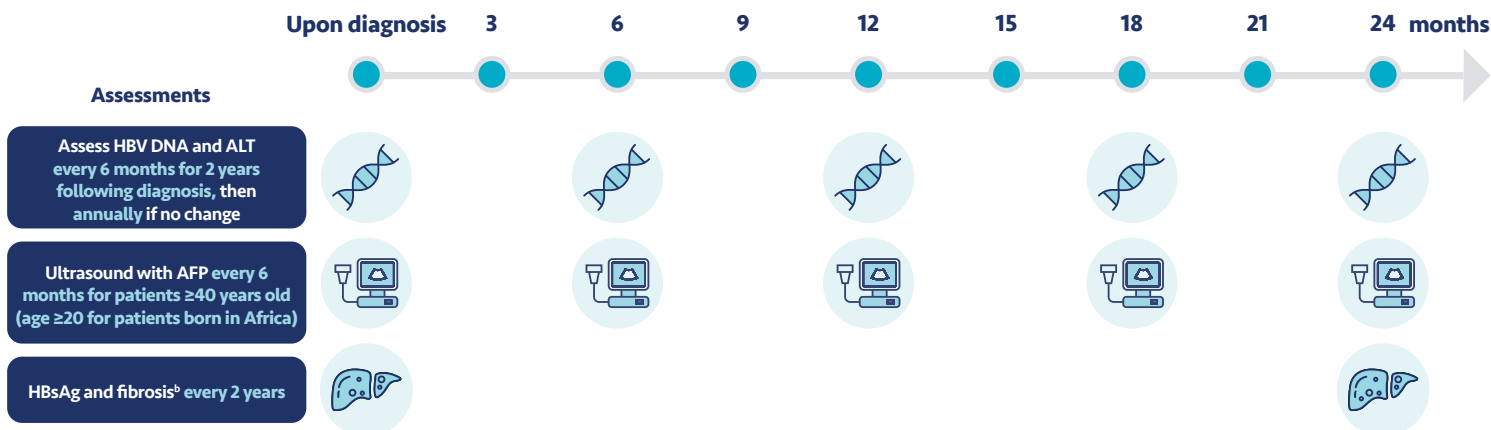 Upon diagnosis 3 6 9 12 15 18 21 24 months
Assessments
Assess HBV DNA and ALT
every 6 months for 2 years
following diagnosis, then
annually if no change
Ultrasound with AFP every 6
months for patients ≥40 years old
(age ≥20 for patients born in Africa)
HBsAg and fibrosisᵇ every 2 years